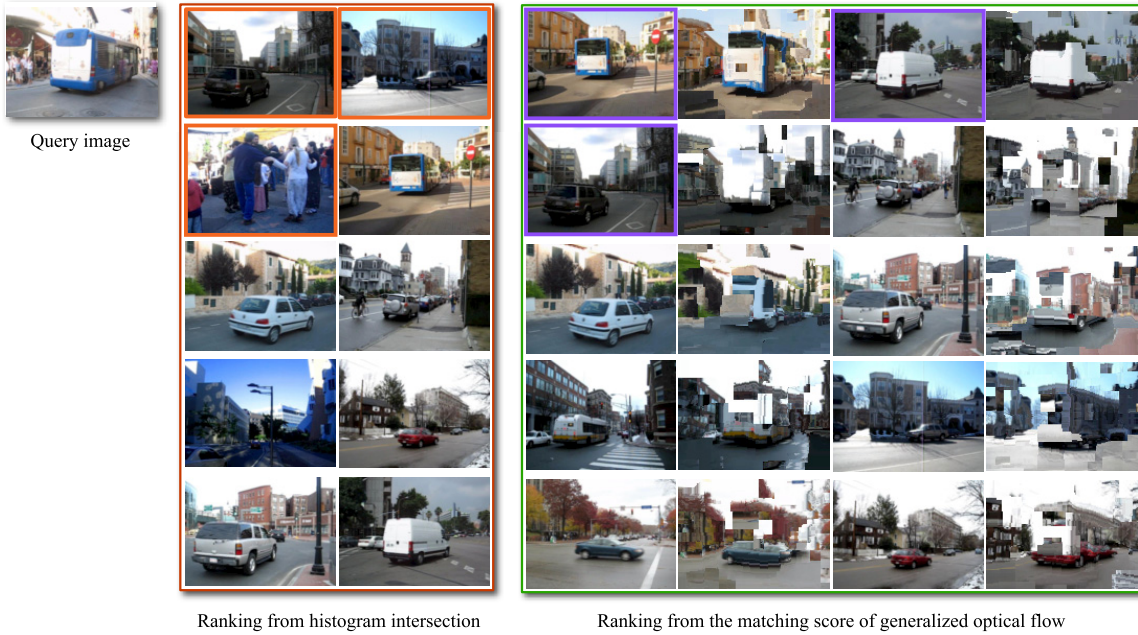 Query image
Ranking from histogram intersection
Ranking from the matching score of generalized optical flow